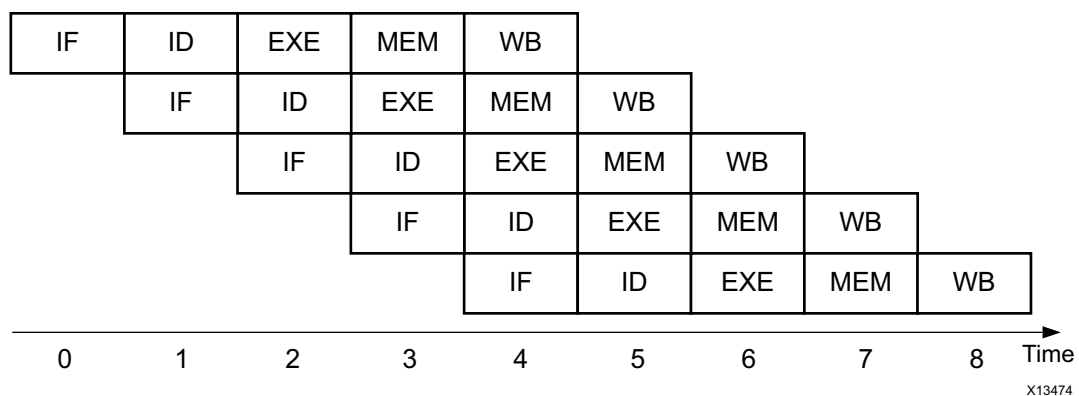 IF ID EXE MEM WB
IF ID EXE MEM WB
IF ID EXE MEM WB
IF ID EXE MEM WB
IF ID EXE MEM WB
0 1 2 3 4 5 6 7 8 Time
X13474